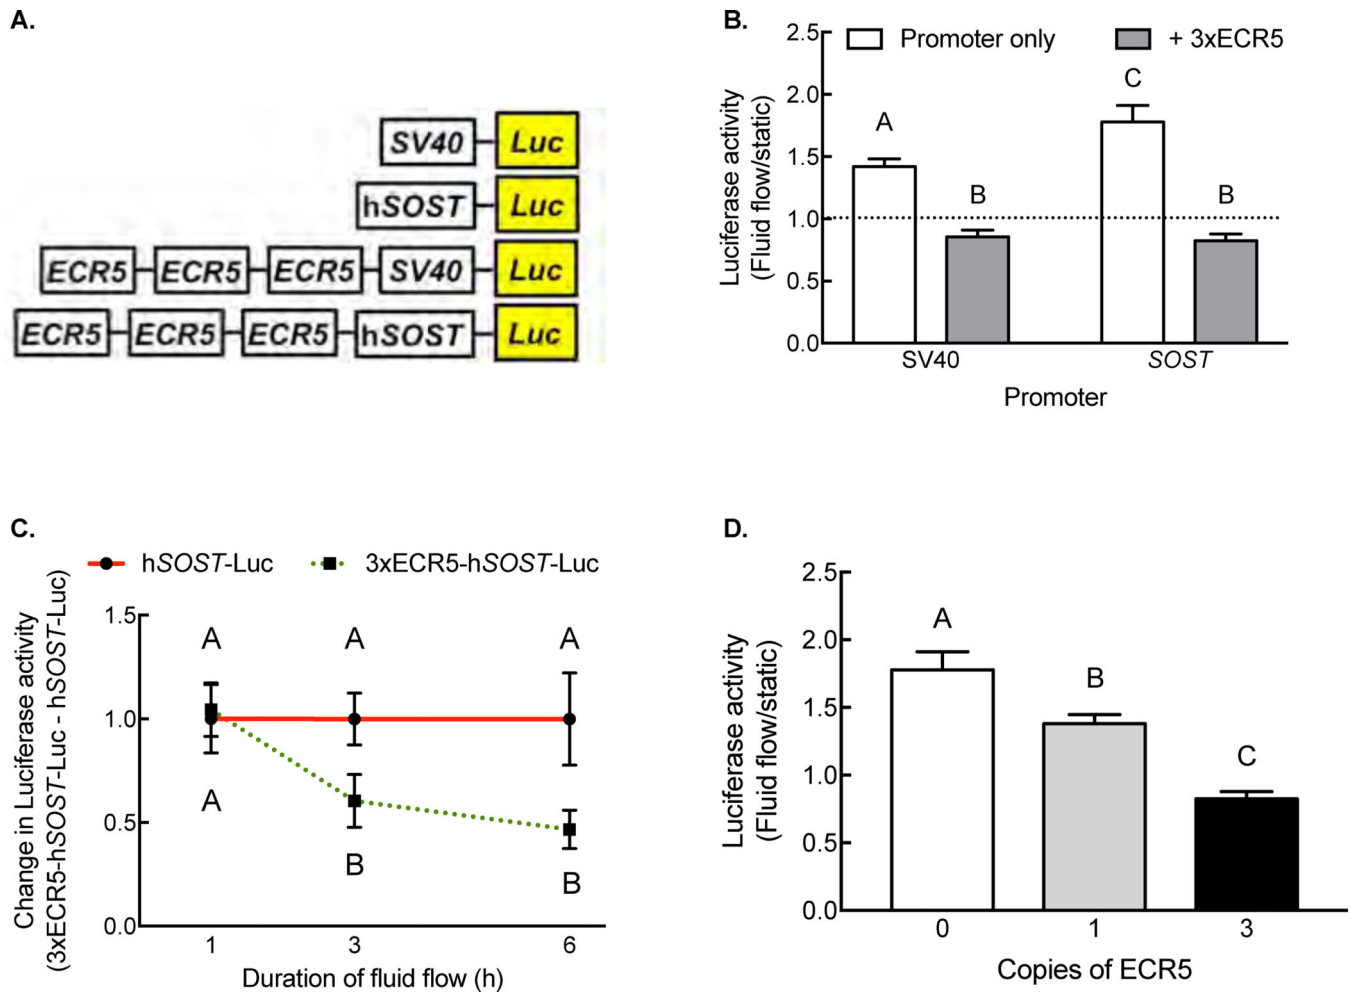 A.
SV40 Luc
hSOST Luc
ECR5 ECR5 ECR5 SV40 Luc
ECR5 ECR5 ECR5 hSOST Luc
B.
Promoter only + 3xECR5
Luciferase activity
(Fluid flow/static)
2.5
2.0
1.5
1.0
0.5
0.0
A
B
C
B
SV40 SOST
Promoter
C.
hSOST-Luc 3xECR5-hSOST-Luc
Change in Luciferase activity
(3xECR5-hSOST-Luc - hSOST-Luc)
1.5
1.0
0.5
0.0
A A A
A
B B
1 3 6
Duration of fluid flow (h)
D.
Luciferase activity
(Fluid flow/static)
2.5
2.0
1.5
1.0
0.5
0.0
A
B
C
0 1 3
Copies of ECR5